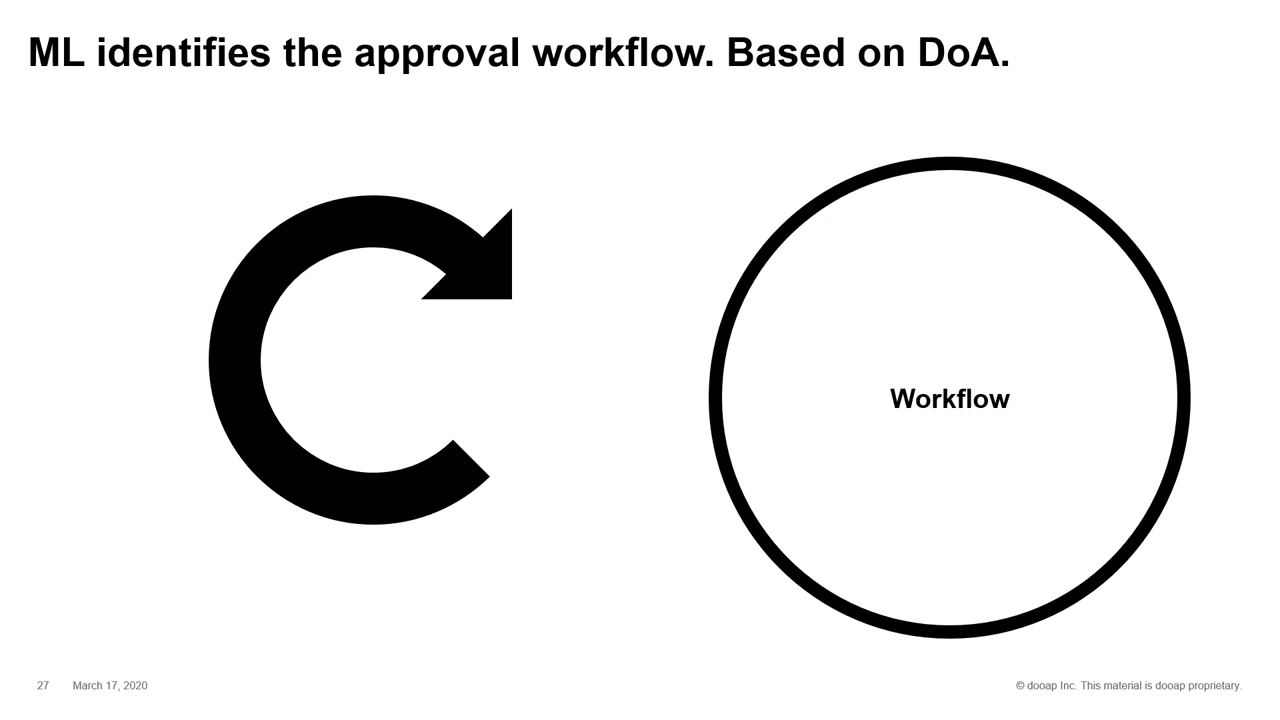 ML identifies the approval workflow. Based on DoA.
Workflow
27 March 17, 2020
© dooap Inc. This material is dooap proprietary.